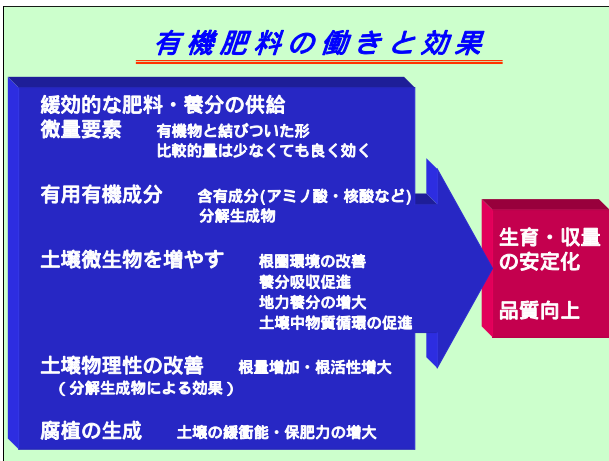 有機肥料の働きと効果
緩効的な肥料・養分の供給
微量要素 有機物と結びついた形
比較的量は少なくても良く効く
有用有機成分 含有成分(アミノ酸・核酸など)
分解生成物
土壌微生物を増やす 根圏環境の改善
養分吸収促進
地力養分の増大
土壌中物質循環の促進
土壌物理性の改善 根量増加・根活性増大
（分解生成物による効果）
腐植の生成 土壌の緩衝能・保肥力の増大
生育・収量
の安定化
品質向上